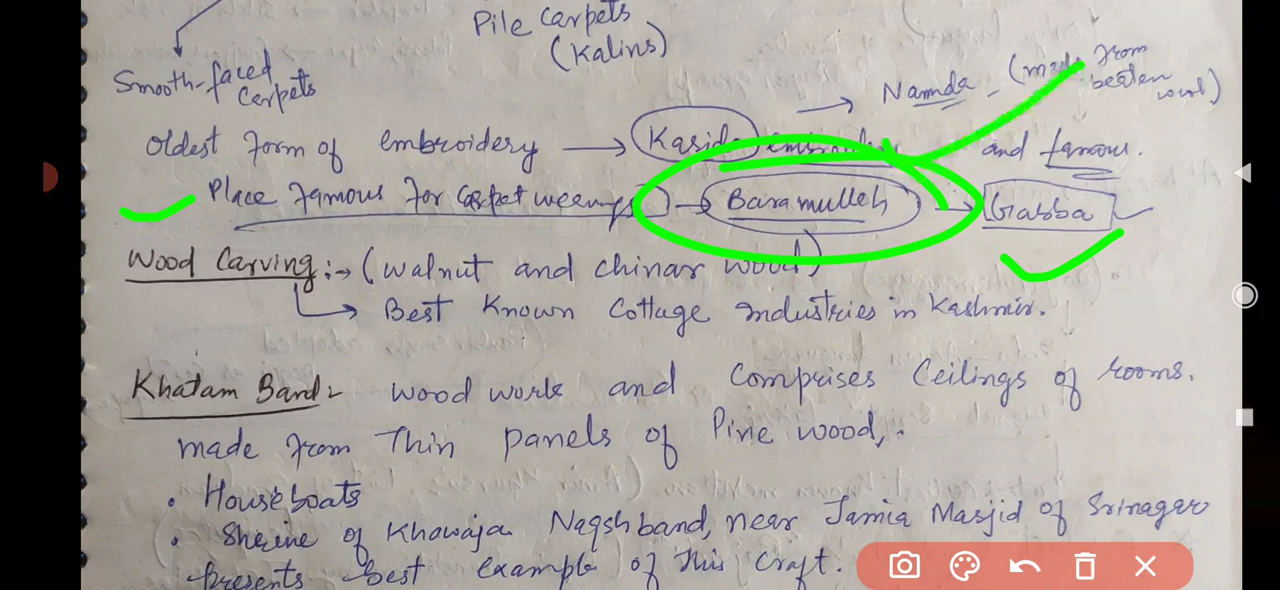 Pile Carpets
(Kalins)
Smooth-faced
Carpets
→ Namda - (made from
beaten
wool)
Oldest form of embroidery → Kasida embroidery and famous.
Place famous for carpet weaving → Baramulleh → Gabba
Wood Carving :→ (walnut and chinar wood)
→ Best Known Cottage Industries in Kashmir.
Khatam Band:- wood work and comprises Ceilings of rooms.
made from Thin panels of Pine wood,.
• Houseboats
• Shrine of Khawaja Naqshband, near Jamia Masjid of Srinagar
Presents best example of this craft.